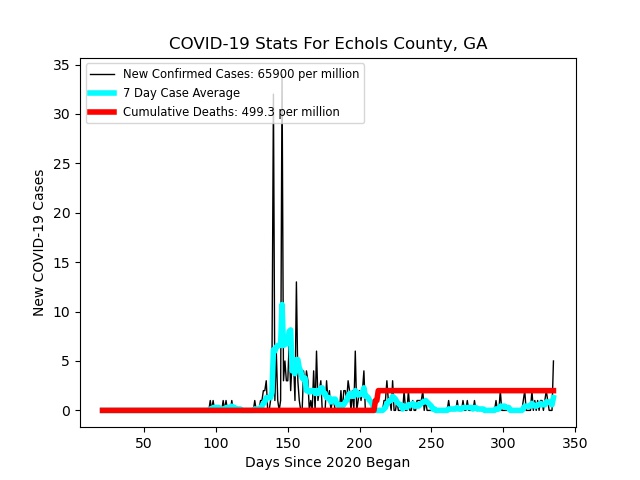 COVID-19 Stats For Echols County, GA
New Confirmed Cases: 65900 per million
7 Day Case Average
Cumulative Deaths: 499.3 per million
New COVID-19 Cases
35
30
25
20
15
10
5
0
50 100 150 200 250 300 350
Days Since 2020 Began